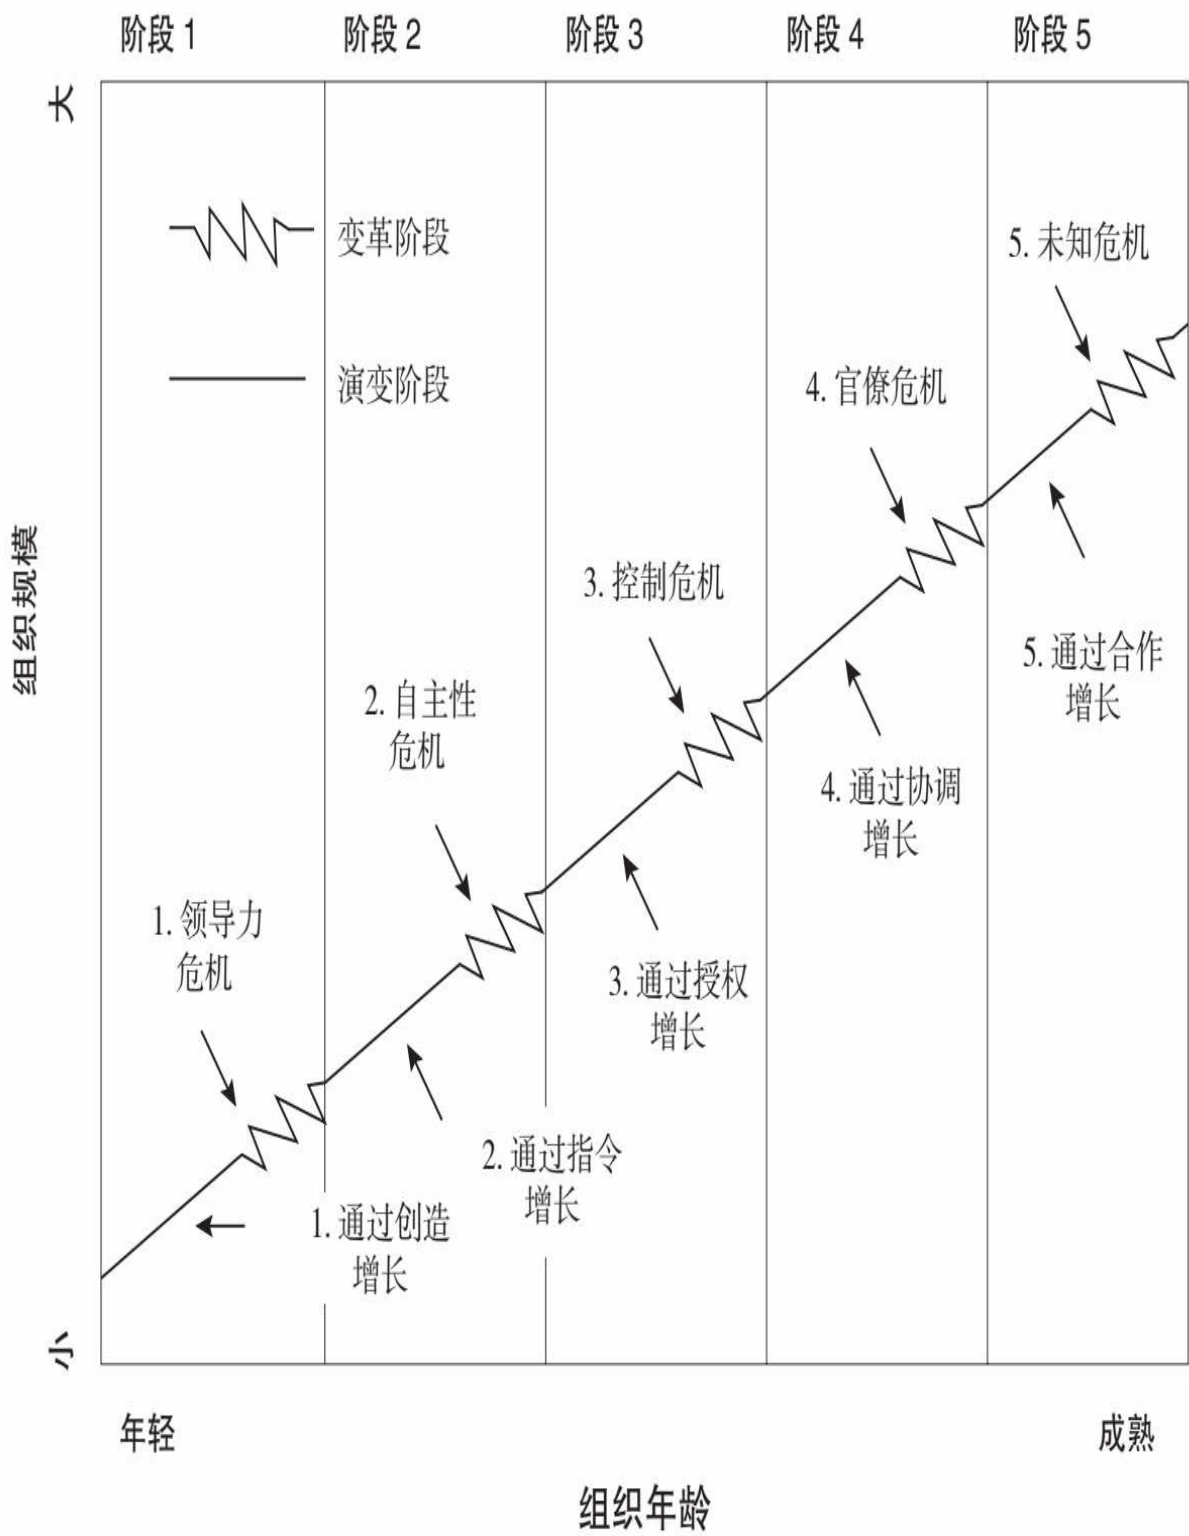 阶段 1
阶段 2
阶段 3
阶段 4
阶段 5
大
变革阶段
演变阶段
5. 未知危机
4. 官僚危机
3. 控制危机
2. 自主性
危机
1. 领导力
危机
5. 通过合作
增长
4. 通过协调
增长
3. 通过授权
增长
2. 通过指令
增长
1. 通过创造
增长
组织规模
小
年轻
成熟
组织年龄